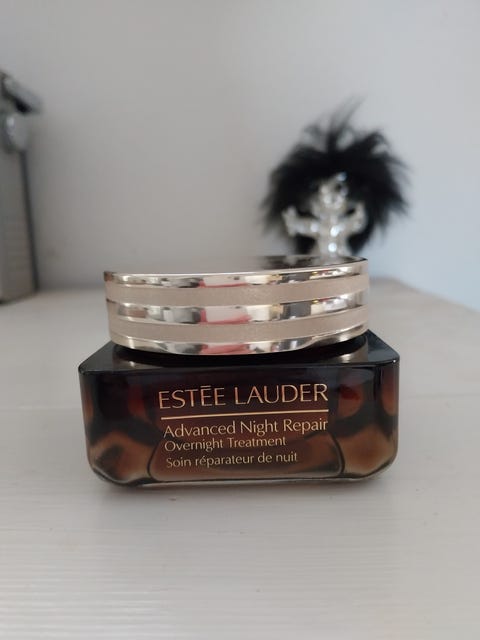 ESTĒE LAUDER
Advanced Night Repair
Overnight Treatment
Soin réparateur de nuit